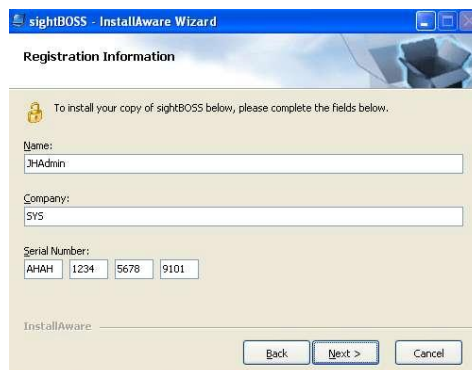 sightBOSS - InstallAware Wizard
Registration Information
To install your copy of sightBOSS below, please complete the fields below.
Name:
JHAdmin
Company:
SYS
Serial Number:
AHAH 1234 5678 9101
InstallAware
Back Next > Cancel